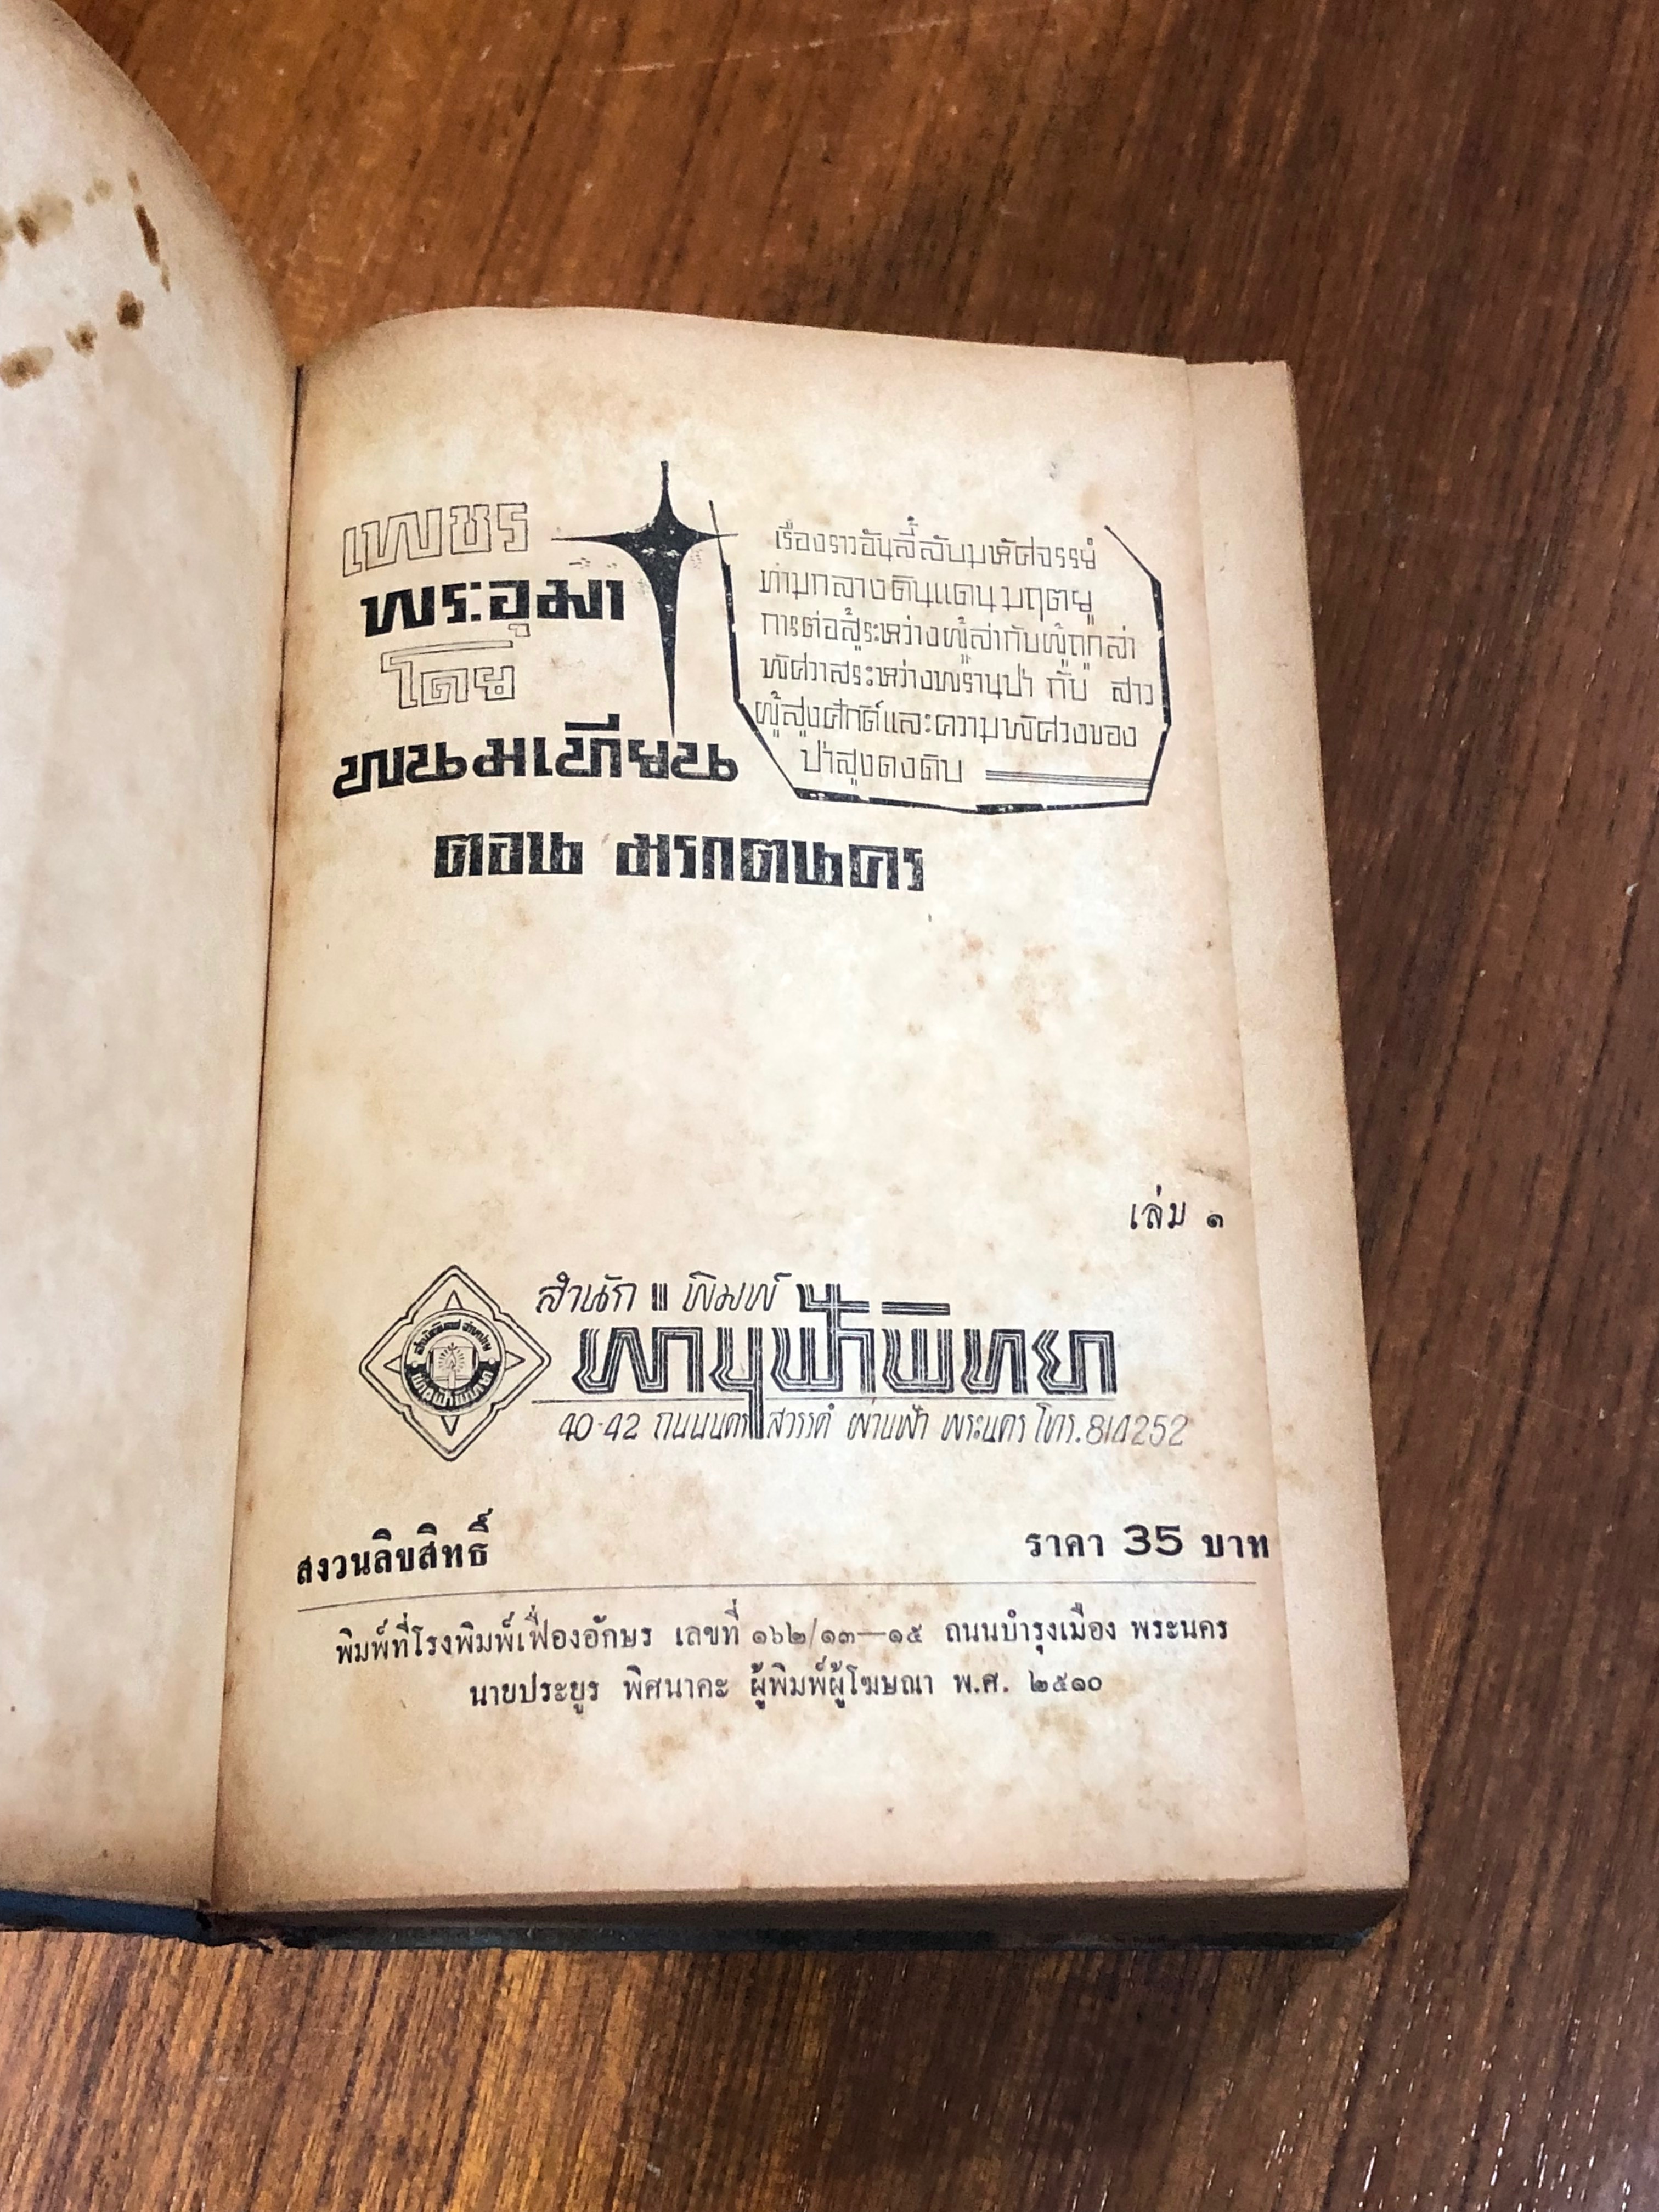 เพชร
พระอุมา
โดย
พนมเทียน
เรื่องราวอันลี้ลับมหัศจรรย์
ท่ามกลางดินแดนมฤตยู
การต่อสู้ระหว่างผู้ล่ากับผู้ถูกล่า
พิศวาสระหว่างพรานป่า กับ สาว
ผู้สูงศักดิ์และความพิศวงของ
ป่าสูงดงดิบ
ตอน มรกตนคร
เล่ม ๑
สำนักพิมพ์
ผ่านฟ้าพิทยา
40-42 ถนนนครสวรรค์ ผ่านฟ้า พระนคร โทร. 814252
สงวนลิขสิทธิ์
ราคา 35 บาท
พิมพ์ที่โรงพิมพ์เฟื่องอักษร เลขที่ ๑๖๒/๑๓—๑๕ ถนนบำรุงเมือง พระนคร
นายประยูร พิศนาคะ ผู้พิมพ์ผู้โฆษณา พ.ศ. ๒๕๑๐